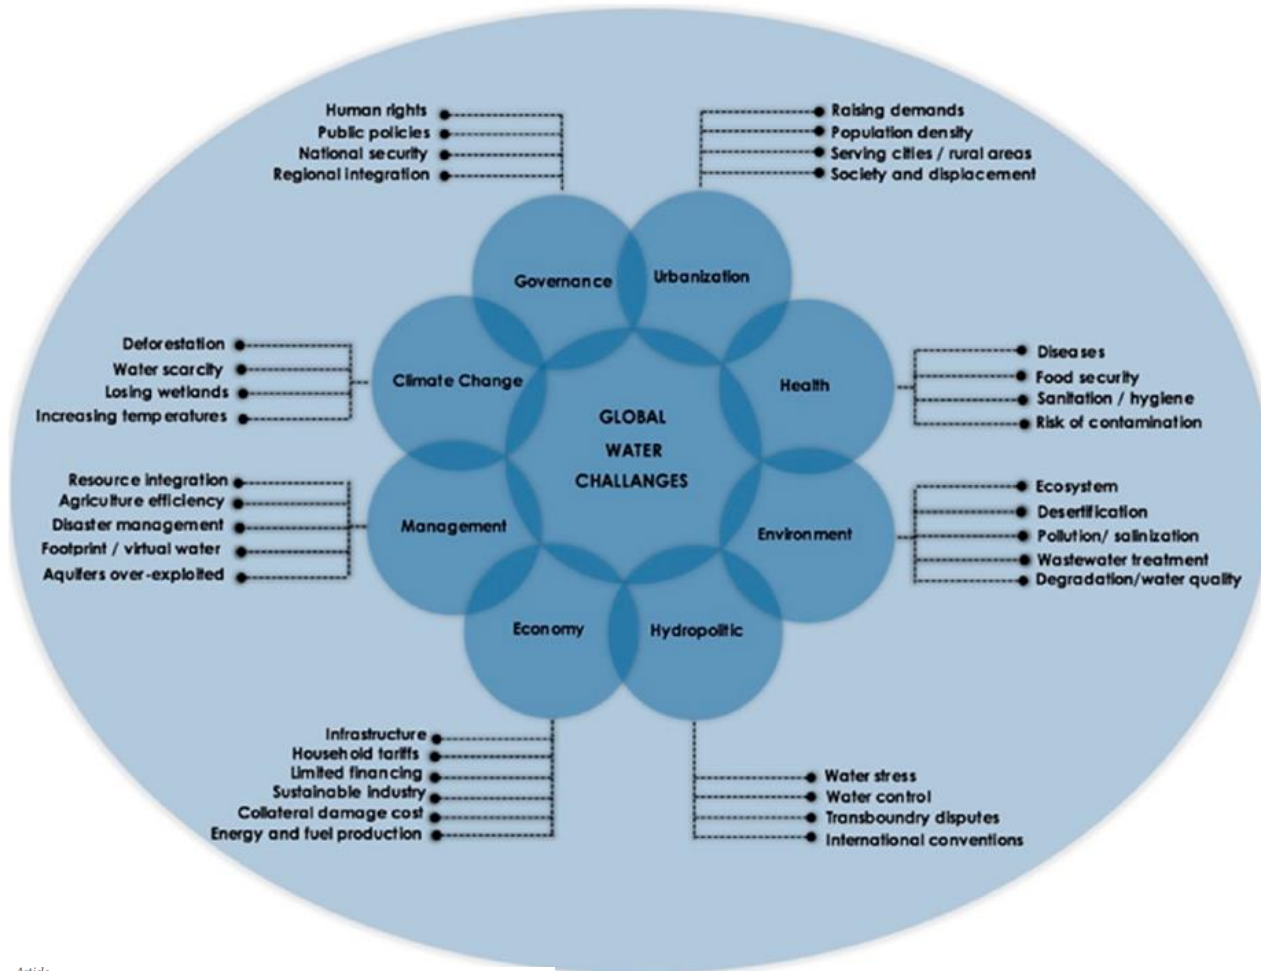 Human rights
Public policies
National security
Regional integration
Raising demands
Population density
Serving cities / rural areas
Society and displacement
Governance
Urbanization
Deforestation
Water scarcity
Losing wetlands
Increasing temperatures
Climate Change
Health
Diseases
Food security
Sanitation / hygiene
Risk of contamination
GLOBAL
WATER
CHALLANGES
Resource integration
Agriculture efficiency
Disaster management
Footprint / virtual water
Aquifers over-exploited
Management
Environment
Ecosystem
Desertification
Pollution/ salinization
Wastewater treatment
Degradation/water quality
Economy
Hydropolitic
Infrastructure
Household tariffs
Limited financing
Sustainable industry
Collateral damage cost
Energy and fuel production
Water stress
Water control
Transboundry disputes
International conventions
Article